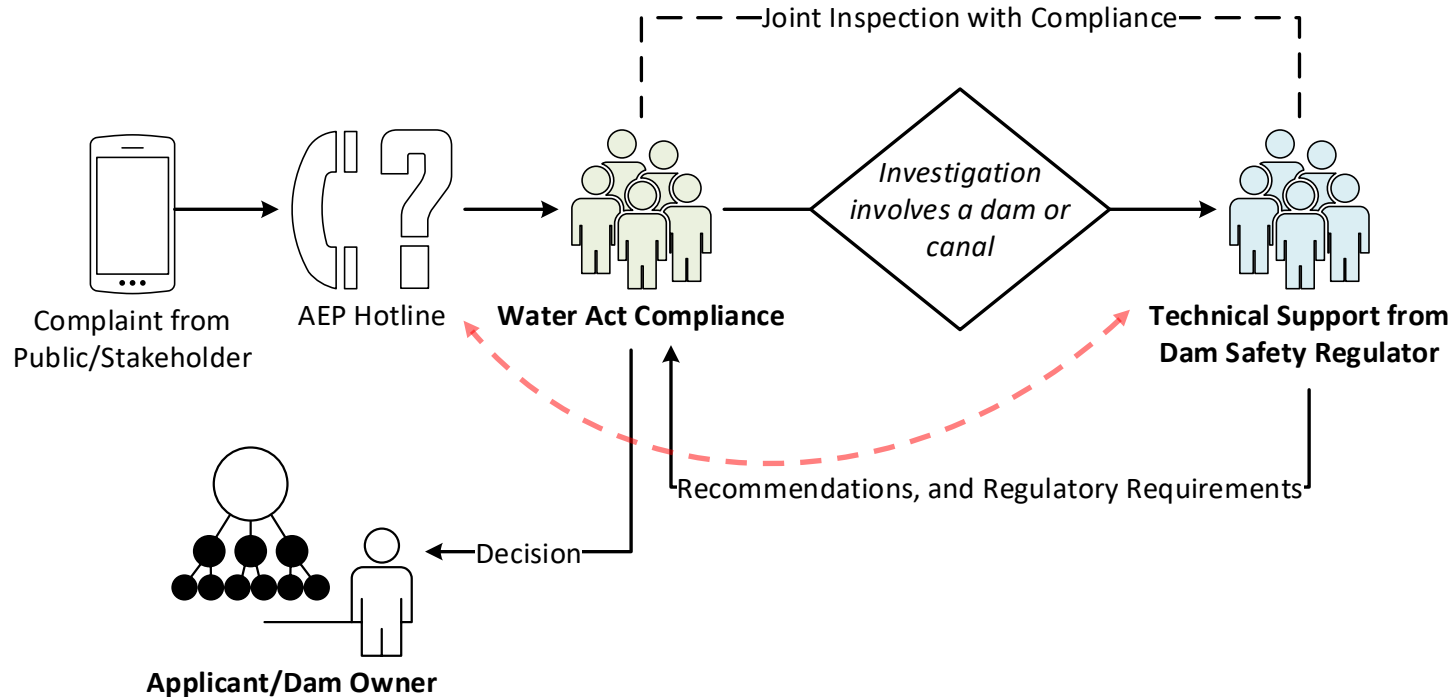 Joint Inspection with Compliance
Investigation
involves a dam or
canal
Complaint from
Public/Stakeholder
AEP Hotline
Water Act Compliance
Technical Support from
Dam Safety Regulator
Recommendations, and Regulatory Requirements
Decision
Applicant/Dam Owner